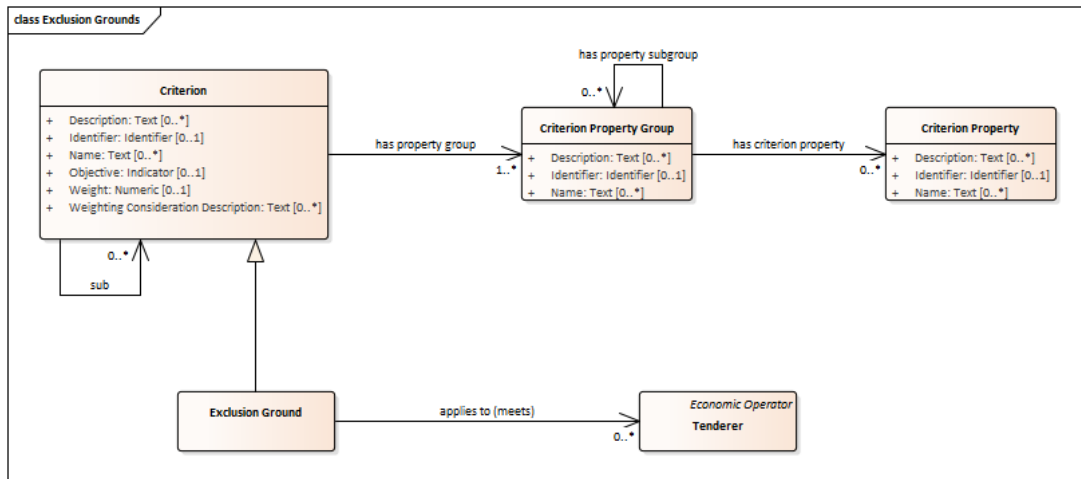 class Exclusion Grounds
has property subgroup
0..*
Criterion
+ Description: Text [0..*]
+ Identifier: Identifier [0..1]
+ Name: Text [0..*]
+ Objective: Indicator [0..1]
+ Weight: Numeric [0..1]
+ Weighting Consideration Description: Text [0..*]
has property group
1..*
Criterion Property Group
+ Description: Text [0..*]
+ Identifier: Identifier [0..1]
+ Name: Text [0..*]
has criterion property
0..*
Criterion Property
+ Description: Text [0..*]
+ Identifier: Identifier [0..1]
+ Name: Text [0..*]
0..*
sub
Exclusion Ground
applies to (meets)
0..*
Economic Operator
Tenderer